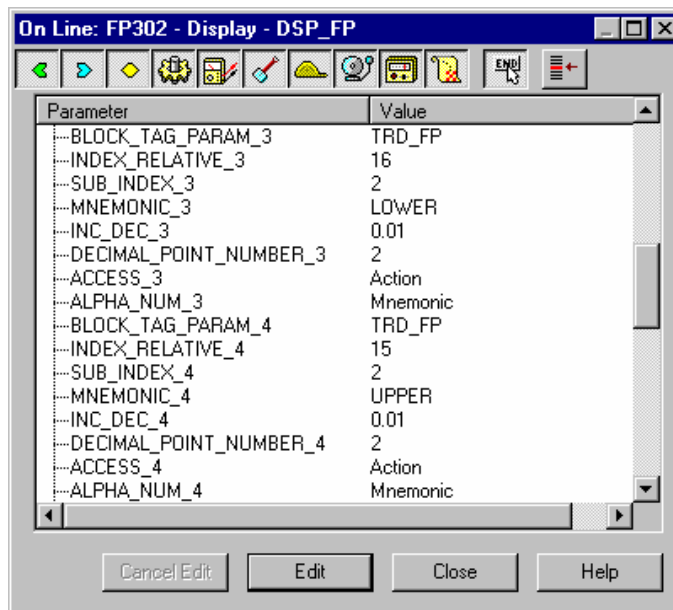 On Line: FP302 - Display - DSP_FP
END
Parameter Value
BLOCK_TAG_PARAM_3 TRD_FP
INDEX_RELATIVE_3 16
SUB_INDEX_3 2
MNEMONIC_3 LOWER
INC_DEC_3 0.01
DECIMAL_POINT_NUMBER_3 2
ACCESS_3 Action
ALPHA_NUM_3 Mnemonic
BLOCK_TAG_PARAM_4 TRD_FP
INDEX_RELATIVE_4 15
SUB_INDEX_4 2
MNEMONIC_4 UPPER
INC_DEC_4 0.01
DECIMAL_POINT_NUMBER_4 2
ACCESS_4 Action
ALPHA_NUM_4 Mnemonic
Cancel Edit Edit Close Help